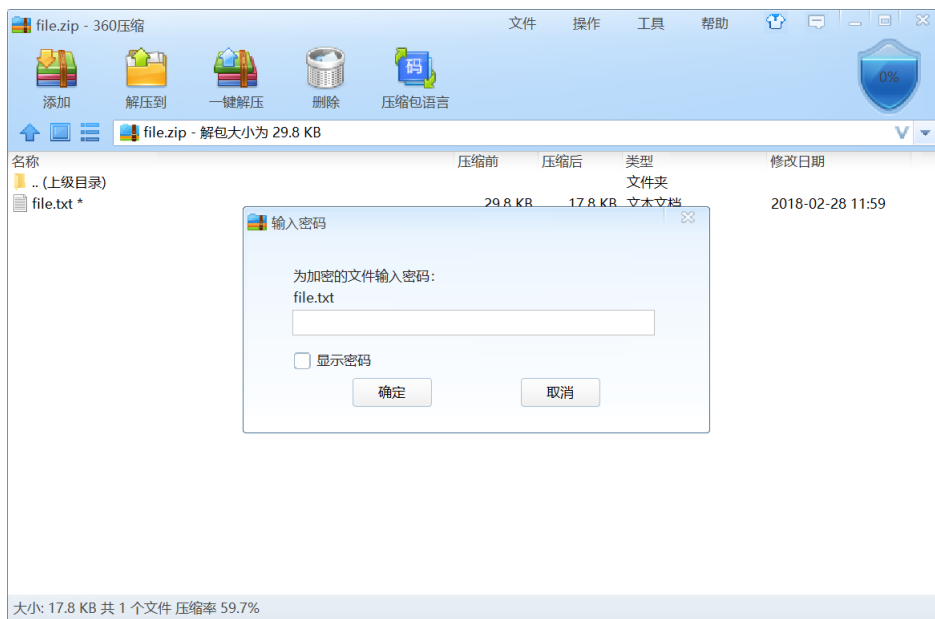 file.zip - 360压缩 文件 操作 工具 帮助
添加 解压到 一键解压 删除 码 压缩包语言 0%
file.zip - 解包大小为 29.8 KB
名称 压缩前 压缩后 类型 修改日期
.. (上级目录) 文件夹
file.txt * 29.8 KB 17.8 KB 文本文档 2018-02-28 11:59
输入密码
为加密的文件输入密码：
file.txt
显示密码
确定 取消
大小: 17.8 KB 共 1 个文件 压缩率 59.7%